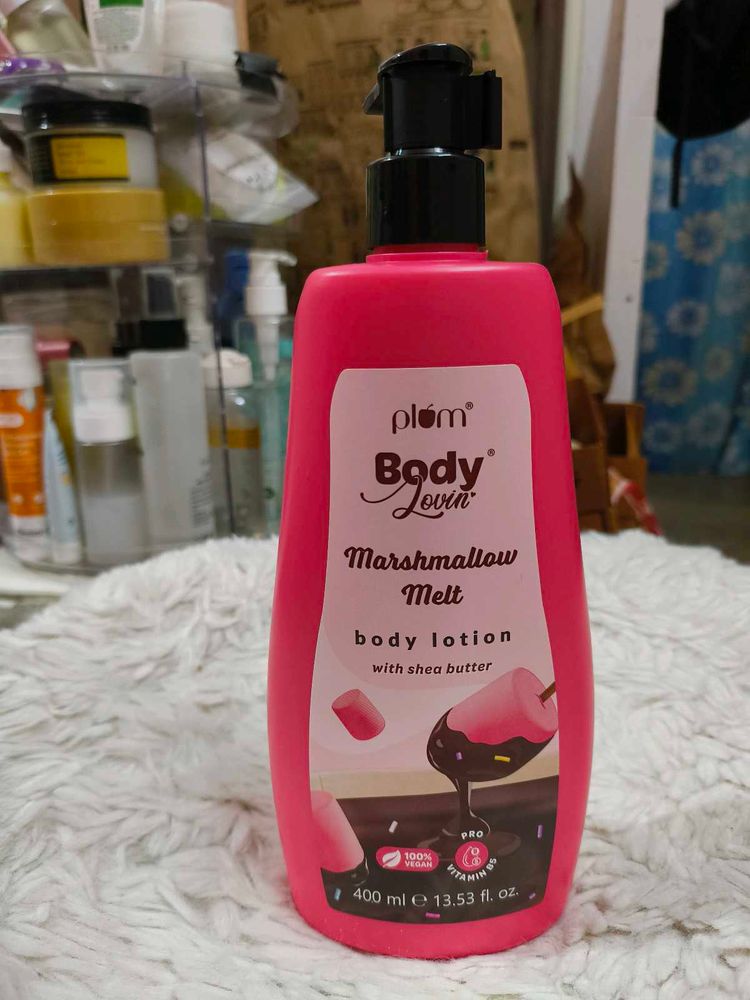 plum®
Body®
Lovin'
Marshmallow
Melt
body lotion
with shea butter
PRO
VITAMIN B5
100%
VEGAN
400 ml ℮ 13.53 fl. oz.